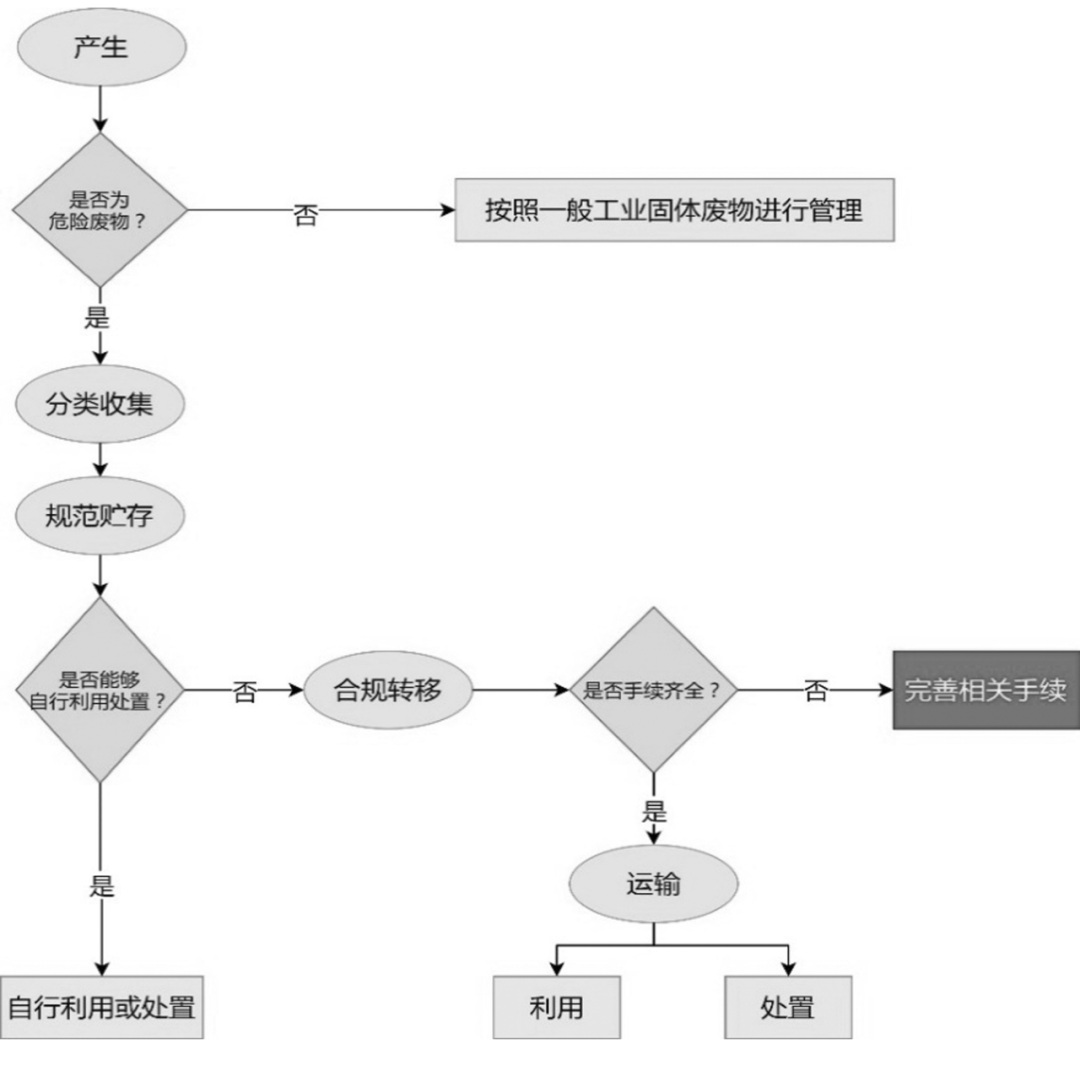 产生
是否为
危险废物？
否
按照一般工业固体废物进行管理
是
分类收集
规范贮存
是否能够
自行利用处置？
否
合规转移
是否手续齐全？
否
完善相关手续
是
运输
是
自行利用或处置
利用
处置